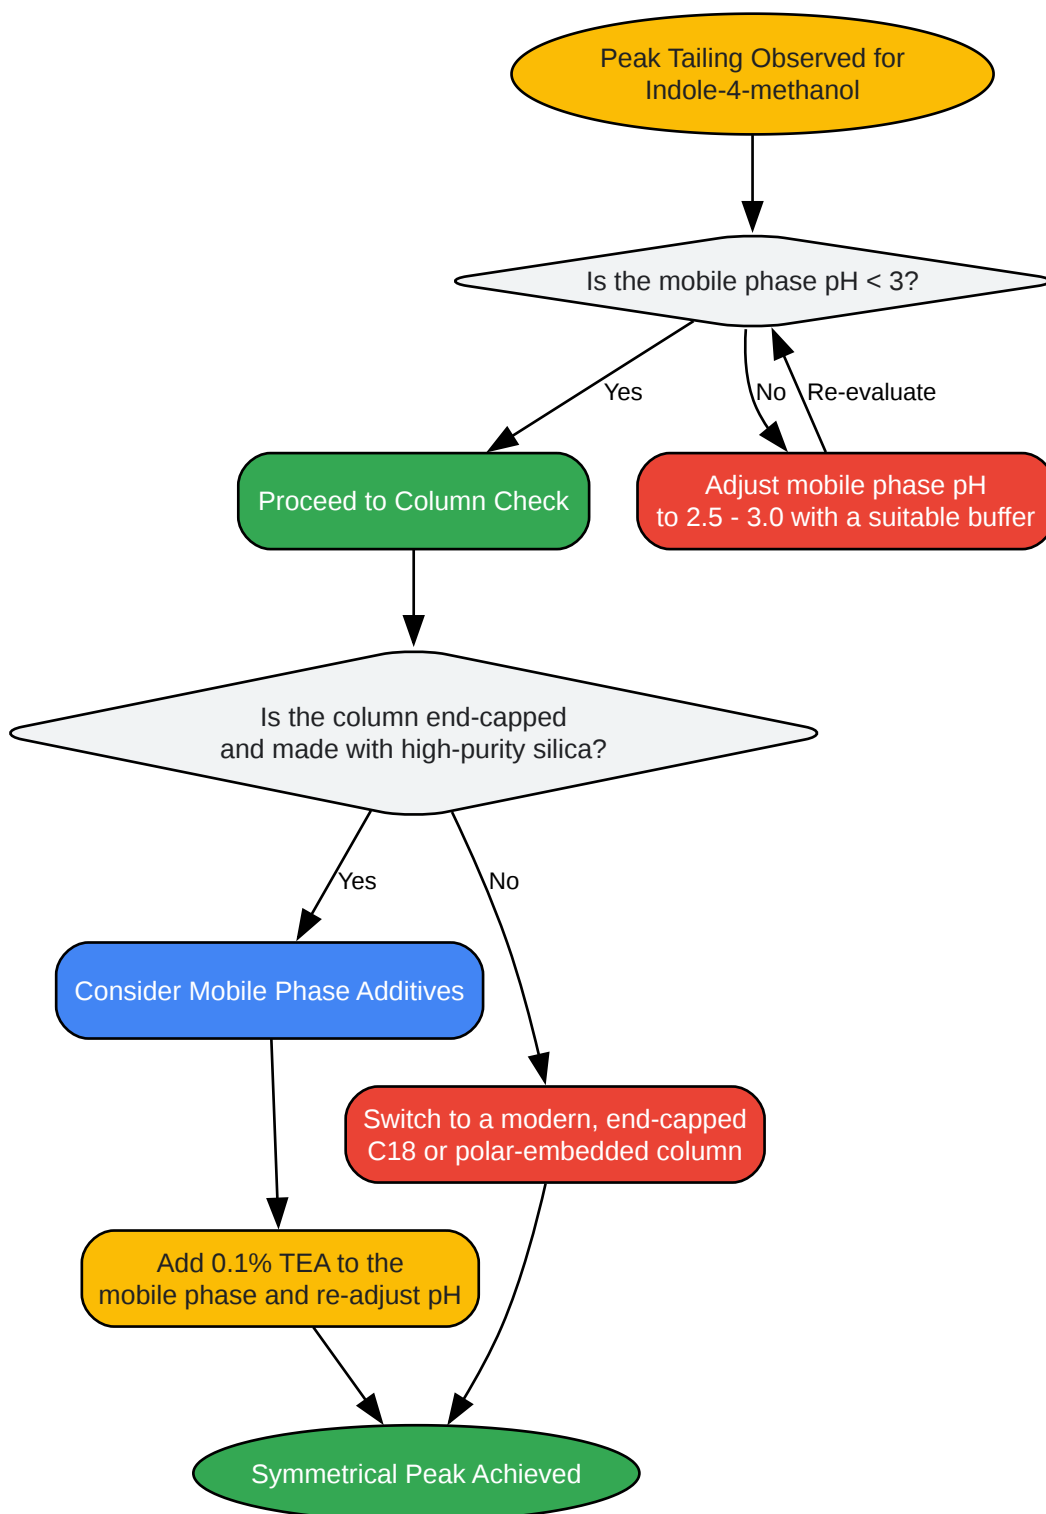 Peak Tailing Observed for
Indole-4-methanol
Is the mobile phase pH < 3?
Yes
No
Re-evaluate
Proceed to Column Check
Adjust mobile phase pH
to 2.5 - 3.0 with a suitable buffer
Is the column end-capped
and made with high-purity silica?
Yes
No
Consider Mobile Phase Additives
Switch to a modern, end-capped
C18 or polar-embedded column
Add 0.1% TEA to the
mobile phase and re-adjust pH
Symmetrical Peak Achieved